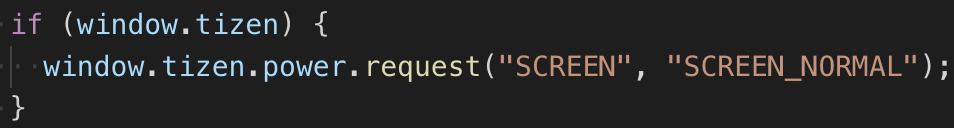 if (window.tizen) {
  window.tizen.power.request("SCREEN", "SCREEN_NORMAL");
}